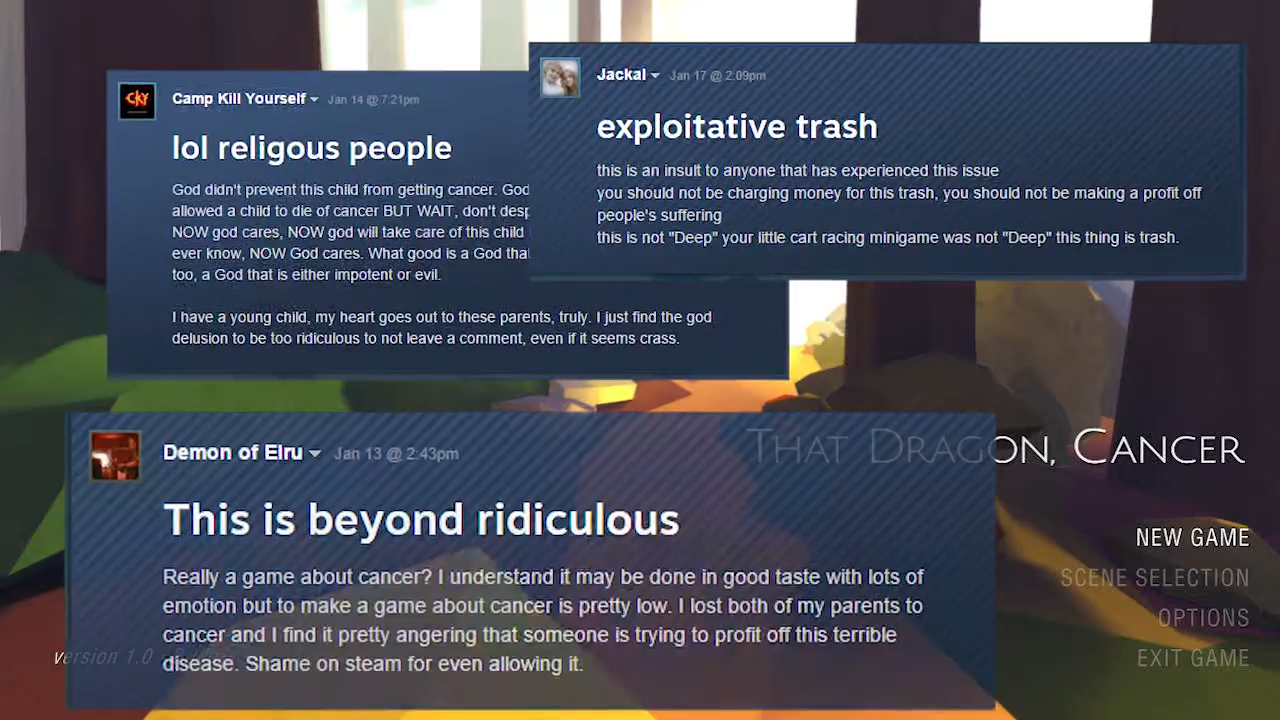 Camp Kill Yourself Jan 14 @ 7:21pm
lol religous people
God didn't prevent this child from getting cancer. God
allowed a child to die of cancer BUT WAIT, don't
NOW god cares, NOW god will take care of this child
ever know, NOW God cares. What good is a God
too, a God that is either impotent or evil.
I have a young child, my heart goes out to these parents, truly. I just find the god
delusion to be too ridiculous to not leave a comment, even if it seems crass.
Jackal Jan 17 @ 2:09pm
exploitative trash
this is an insult to anyone that has experienced this issue
you should not be charging money for this trash, you should not be making a profit off
people's suffering
this is not "Deep" your little cart racing minigame was not "Deep" this thing is trash.
Demon of Elru Jan 13 @ 2:43pm
This is beyond ridiculous
Really a game about cancer? I understand it may be done in good taste with lots of
emotion but to make a game about cancer is pretty low. I lost both of my parents to
cancer and I find it pretty angering that someone is trying to profit off this terrible
disease. Shame on steam for even allowing it.
THAT DRAGON, CANCER
NEW GAME
SCENE SELECTION
OPTIONS
EXIT GAME
version 1.0